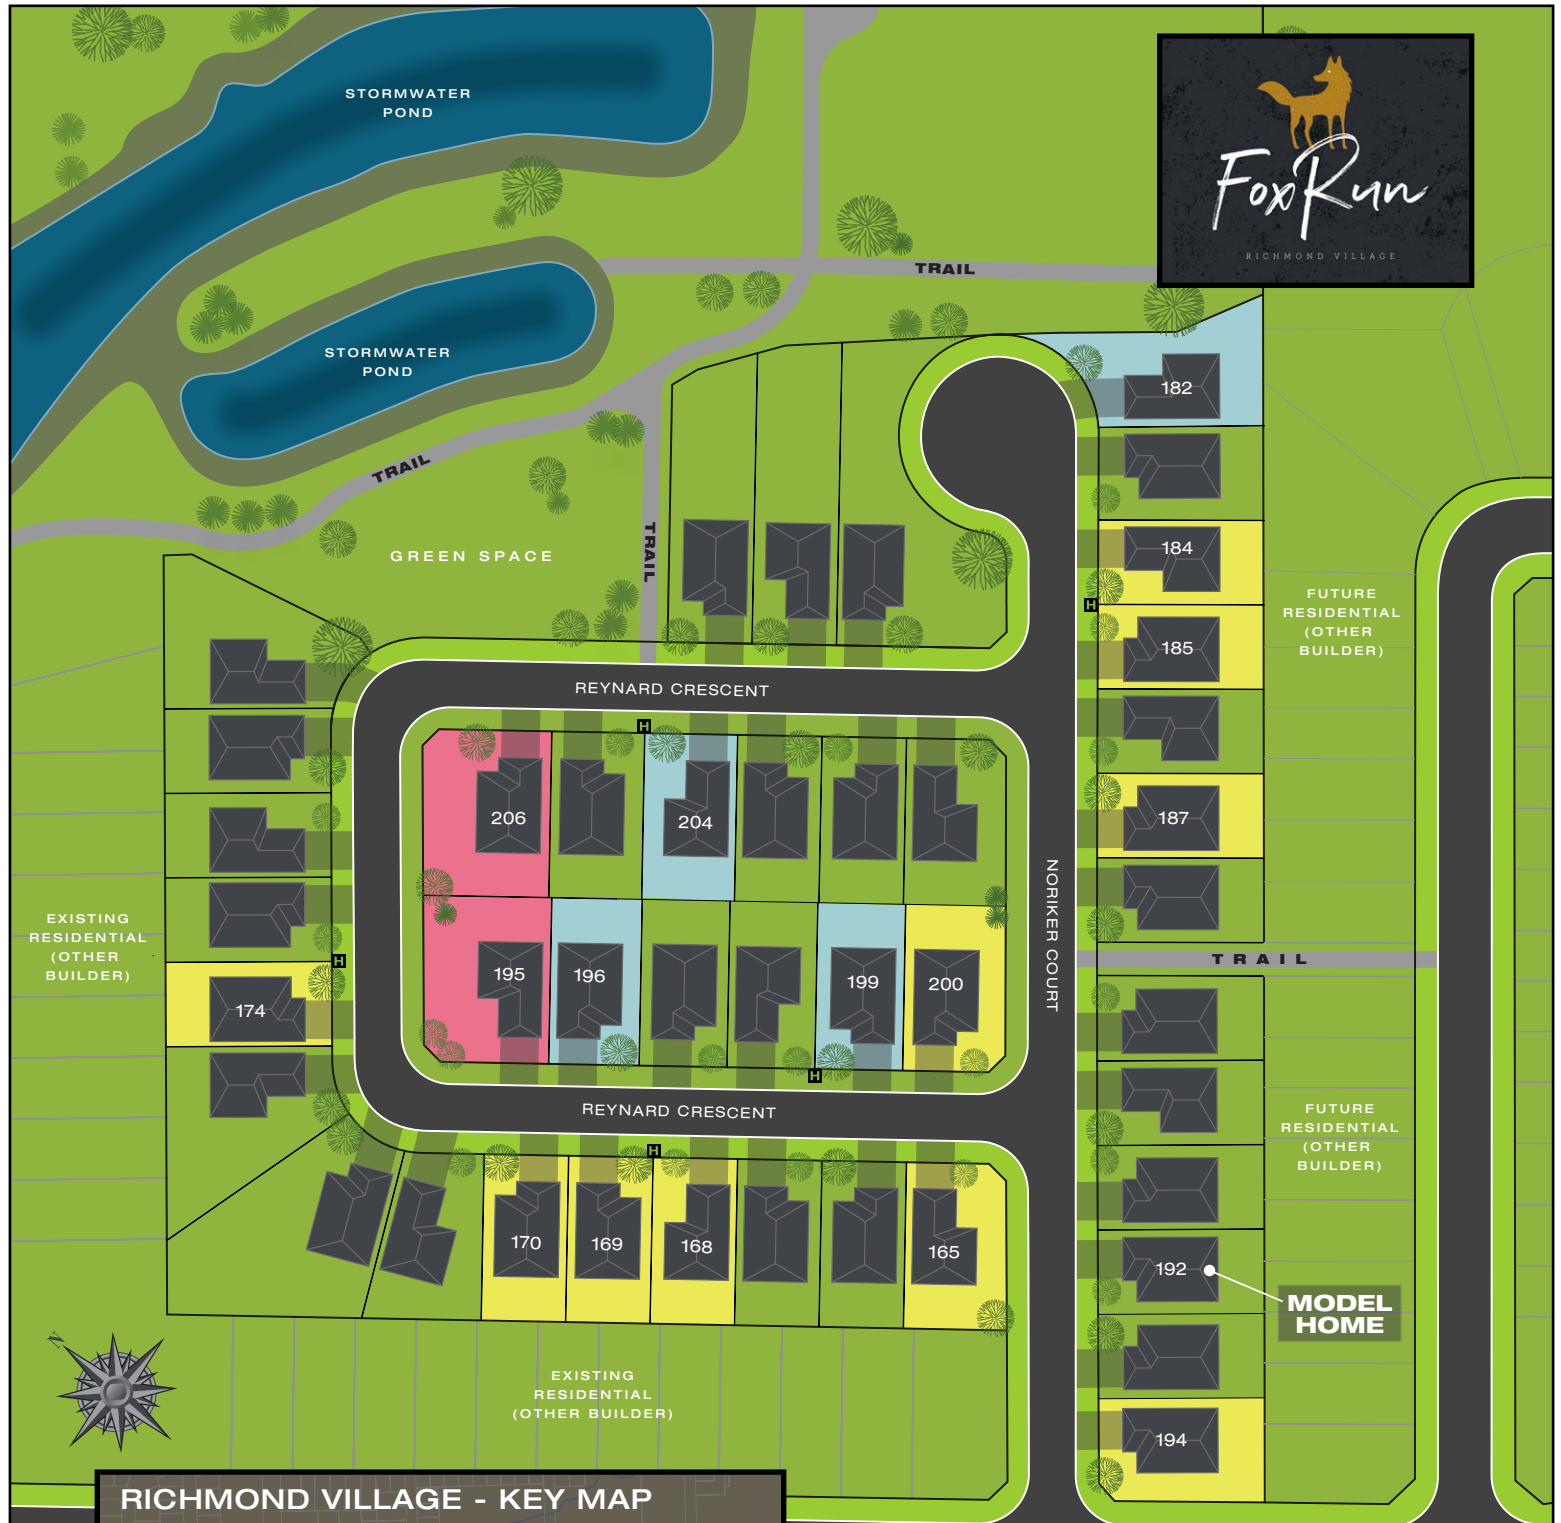 STORMWATER
POND
FoxRun
RICHMOND VILLAGE
TRAIL
STORMWATER
POND
182
TRAIL
TRAIL
GREEN SPACE
184
H
FUTURE
RESIDENTIAL
(OTHER
BUILDER)
185
REYNARD CRESCENT
H
206
204
187
NORIKER COURT
EXISTING
RESIDENTIAL
(OTHER
BUILDER)
H
195
196
199
200
TRAIL
174
H
REYNARD CRESCENT
FUTURE
RESIDENTIAL
(OTHER
BUILDER)
H
170
169
168
165
192
MODEL
HOME
N
EXISTING
RESIDENTIAL
(OTHER BUILDER)
194
RICHMOND VILLAGE - KEY MAP